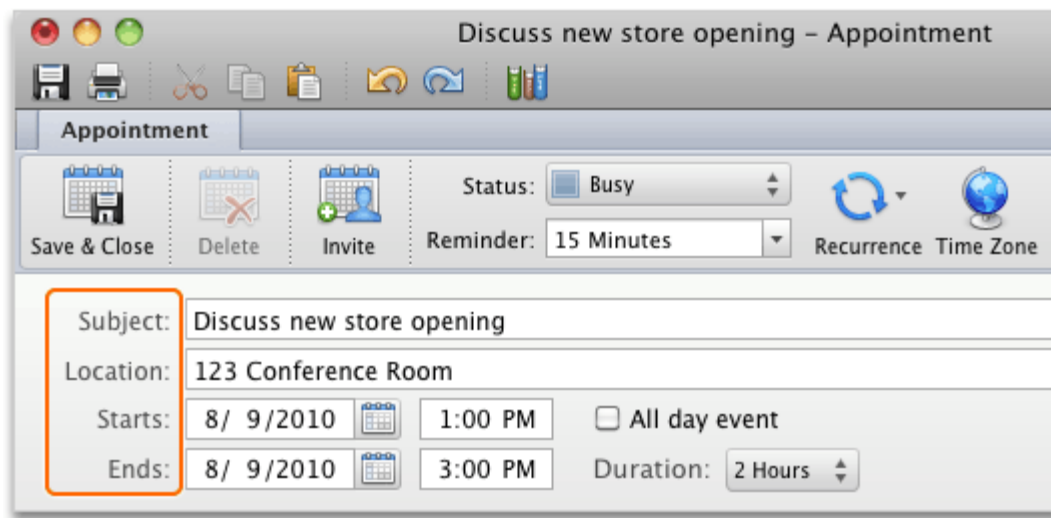 Discuss new store opening – Appointment
Appointment
Status: Busy
Reminder: 15 Minutes
Save & Close Delete Invite Recurrence Time Zone
Subject: Discuss new store opening
Location: 123 Conference Room
Starts: 8/ 9/2010 1:00 PM All day event
Ends: 8/ 9/2010 3:00 PM Duration: 2 Hours